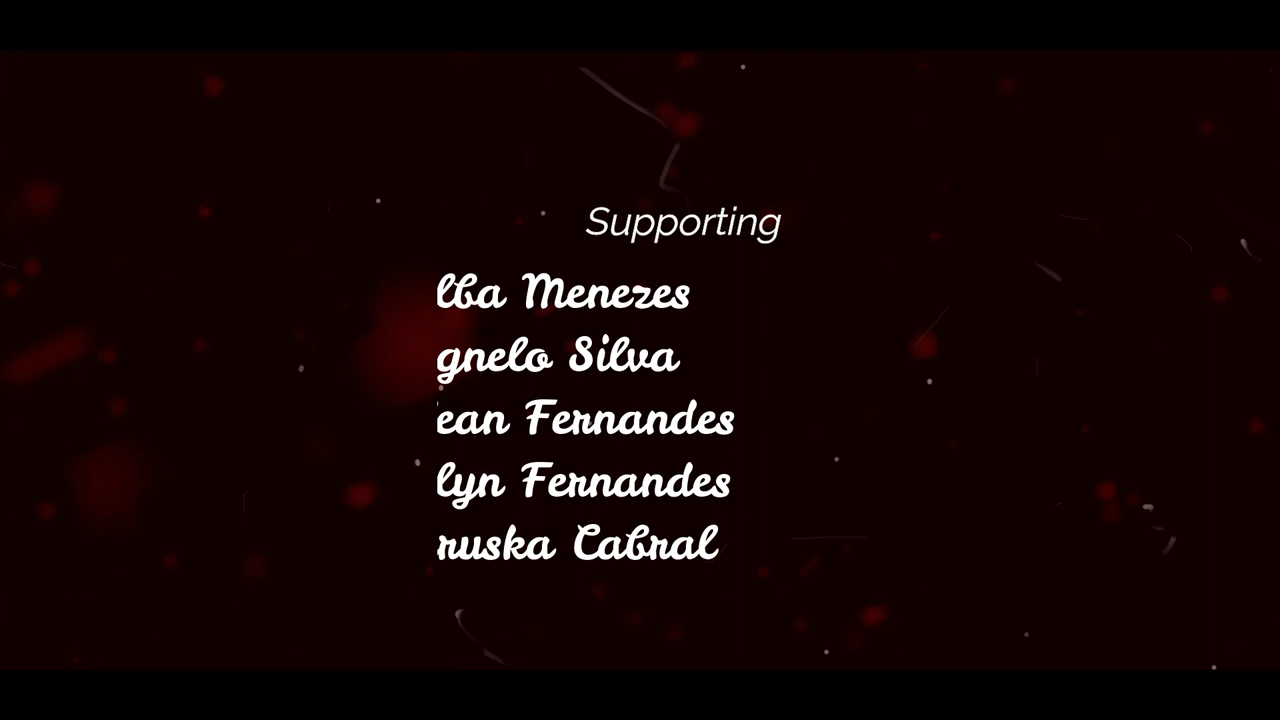 Supporting
lba Menezes
gnelo Silva
ean Fernandes
lyn Fernandes
ruska Cabral